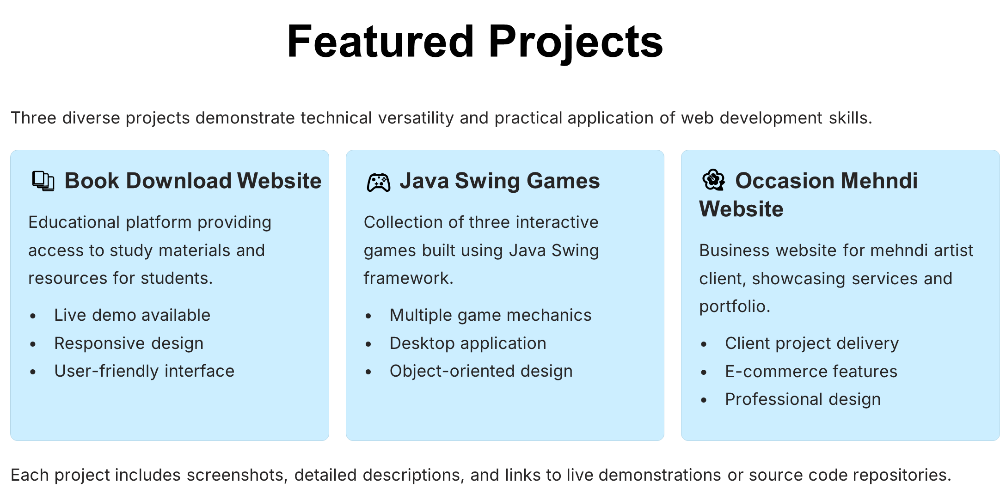 Featured Projects
Three diverse projects demonstrate technical versatility and practical application of web development skills.
Book Download Website
Educational platform providing
access to study materials and
resources for students.
• Live demo available
• Responsive design
• User-friendly interface
Java Swing Games
Collection of three interactive
games built using Java Swing
framework.
• Multiple game mechanics
• Desktop application
• Object-oriented design
Occasion Mehndi
Website
Business website for mehndi artist
client, showcasing services and
portfolio.
• Client project delivery
• E-commerce features
• Professional design
Each project includes screenshots, detailed descriptions, and links to live demonstrations or source code repositories.